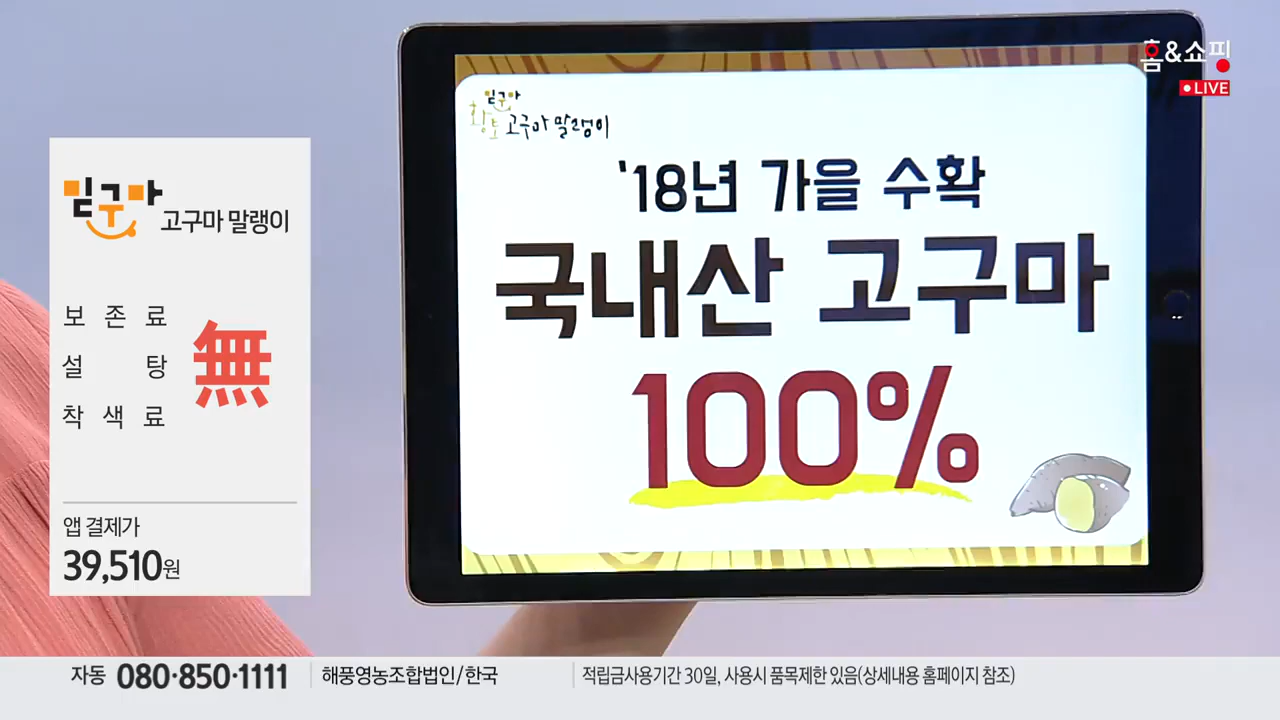 홈&쇼핑
LIVE
믿구마
고구마 말랭이
보존료
설탕
착색료
無
앱 결제가
39,510원
믿구마
황토 고구마 말랭이
'18년 가을 수확
국내산 고구마
100%
자동 080·850·1111
해풍영농조합법인/한국
적립금사용기간 30일, 사용시 품목제한 있음(상세내용 홈페이지 참조)